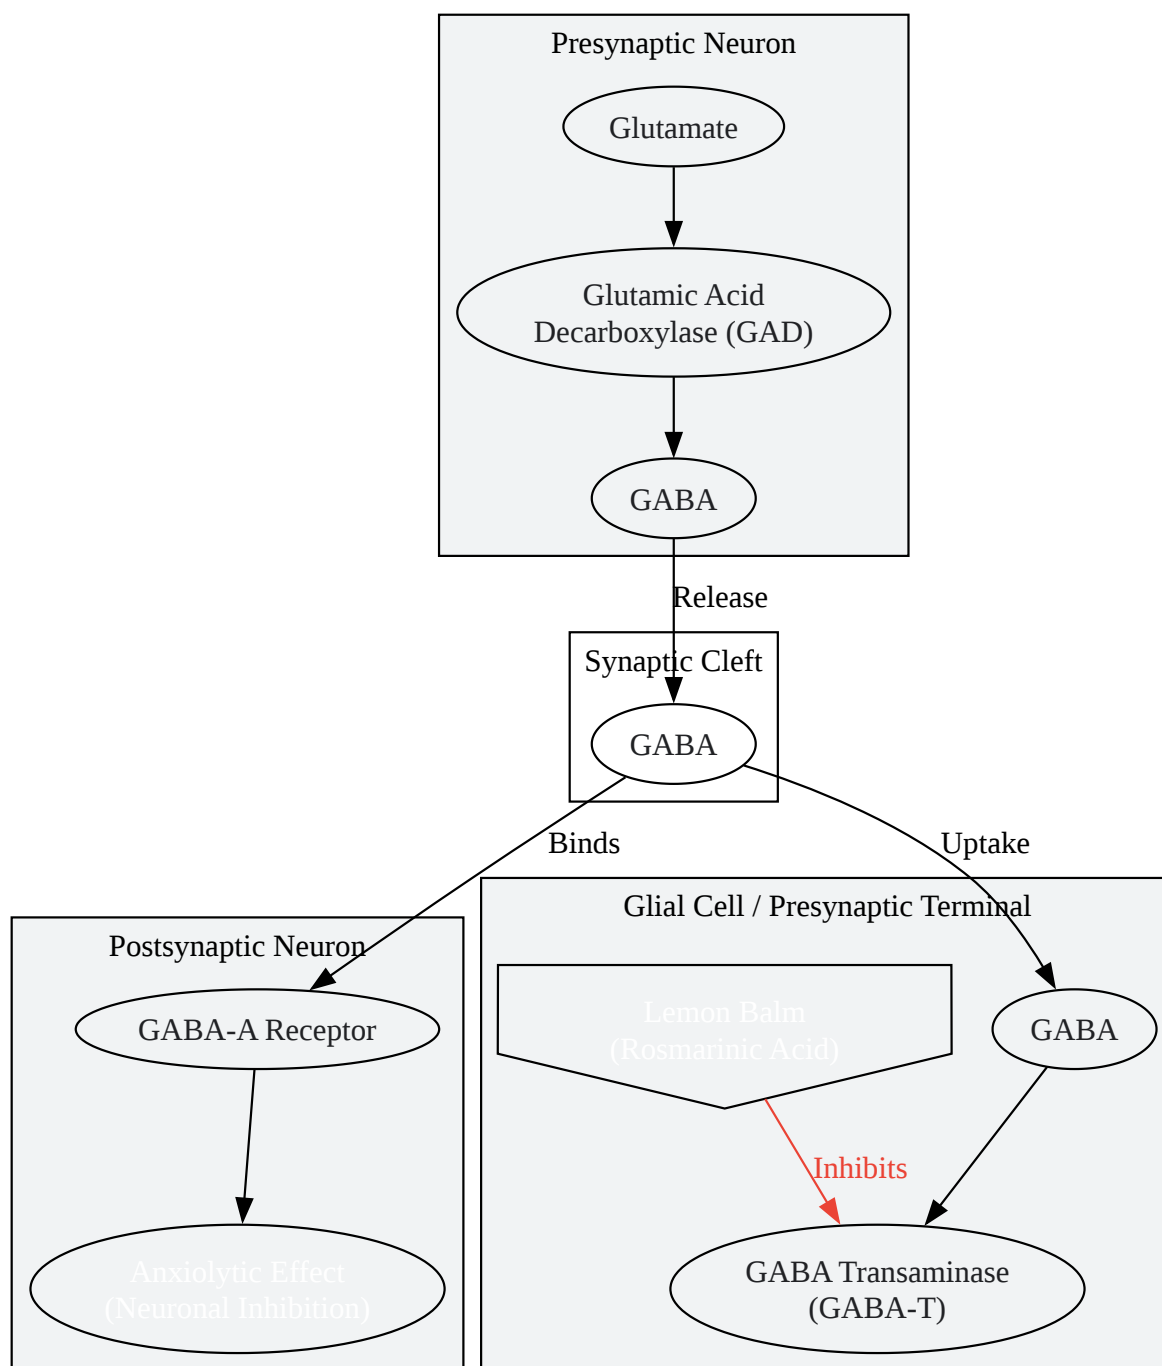 Presynaptic Neuron
Glutamate
Glutamic Acid
Decarboxylase (GAD)
GABA
Release
Synaptic Cleft
GABA
Binds
Uptake
Glial Cell / Presynaptic Terminal
Postsynaptic Neuron
Lemon Balm
(Rosmarinic Acid)
GABA-A Receptor
GABA
Inhibits
Anxiolytic Effect
(Neuronal Inhibition)
GABA Transaminase
(GABA-T)